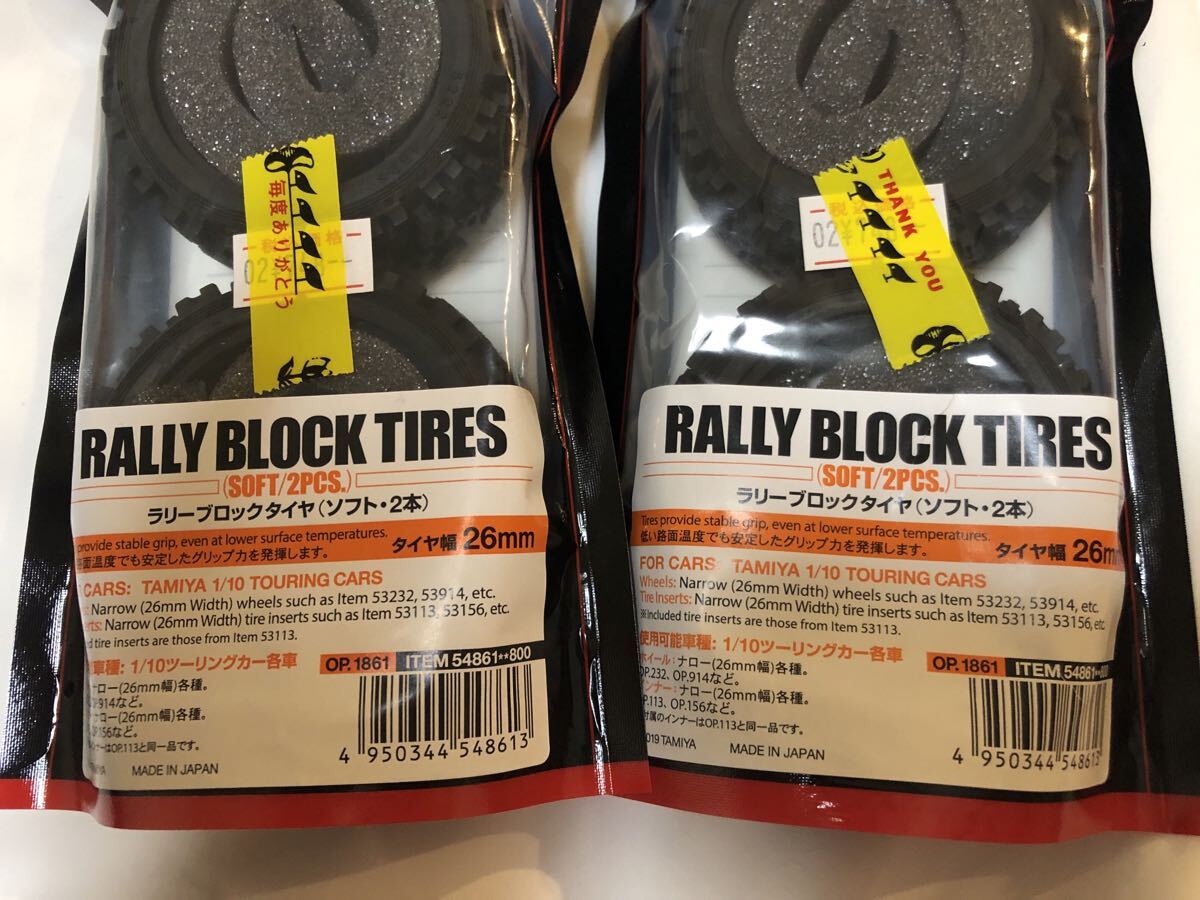 毎度ありがとう
02¥
RALLY BLOCK TIRES
(SOFT/2PCS.)
ラリーブロックタイヤ(ソフト・2本)
provide stable grip, even at lower surface temperatures.
路面温度でも安定したグリップ力を発揮します。 タイヤ幅 26mm
CARS: TAMIYA 1/10 TOURING CARS
Narrow (26mm Width) wheels such as Item 53232, 53914, etc.
Narrow (26mm Width) tire inserts such as Item 53113, 53156, etc.
tire inserts are those from Item 53113.
車種: 1/10ツーリングカー各車
OP.1861 ITEM 54861**800
ナロー(26mm幅)各種。
OP.914など。
ナロー(26mm幅)各種。
OP.156など。
インナーはOP.113と同一品です。
MADE IN JAPAN
4 950344 548613
THANK YOU
02¥
RALLY BLOCK TIRES
(SOFT/2PCS.)
ラリーブロックタイヤ(ソフト・2本)
Tires provide stable grip, even at lower surface temperatures.
低い路面温度でも安定したグリップ力を発揮します。 タイヤ幅 26m
FOR CARS: TAMIYA 1/10 TOURING CARS
Wheels: Narrow (26mm Width) wheels such as Item 53232, 53914, etc.
Tire Inserts: Narrow (26mm Width) tire inserts such as Item 53113, 53156, etc.
※Included tire inserts are those from Item 53113.
使用可能車種: 1/10ツーリングカー各車
OP.1861 ITEM 54861**800
ホイール:ナロー(26mm幅)各種。
OP.232、OP.914など。
インナー:ナロー(26mm幅)各種。
OP.113、OP.156など。
付属のインナーはOP.113と同一品です。
2019 TAMIYA MADE IN JAPAN
4 950344 548613